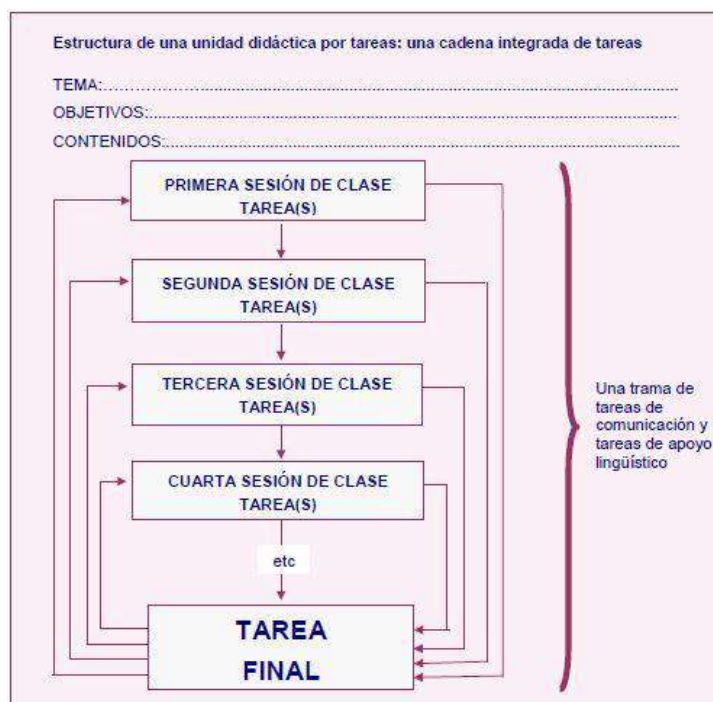 Estructura de una unidad didáctica por tareas: una cadena integrada de tareas
TEMA:..........................................................................................................
OBJETIVOS:..................................................................................................
CONTENIDOS:...............................................................................................
PRIMERA SESIÓN DE CLASE
TAREA(S)
SEGUNDA SESIÓN DE CLASE
TAREA(S)
TERCERA SESIÓN DE CLASE
TAREA(S)
CUARTA SESIÓN DE CLASE
TAREA(S)
etc
TAREA
FINAL
Una trama de
tareas de
comunicación y
tareas de apoyo
lingüístico